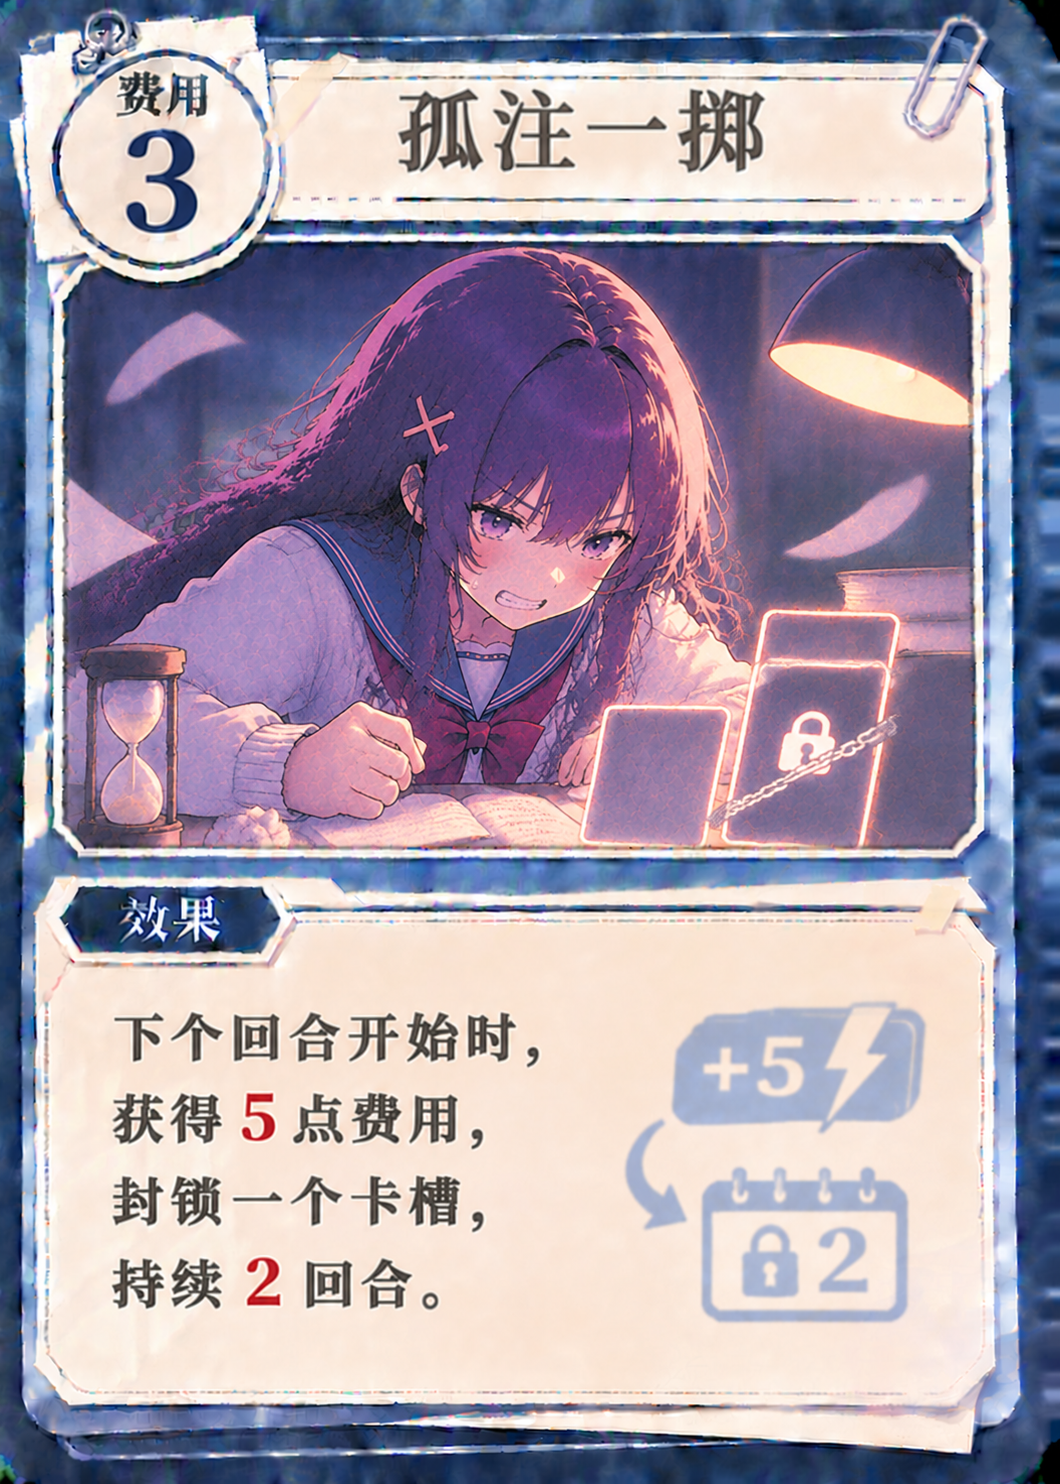 费用
3
孤注一掷
效果
下个回合开始时，
获得 5 点费用，
封锁一个卡槽，
持续 2 回合。
+5
2